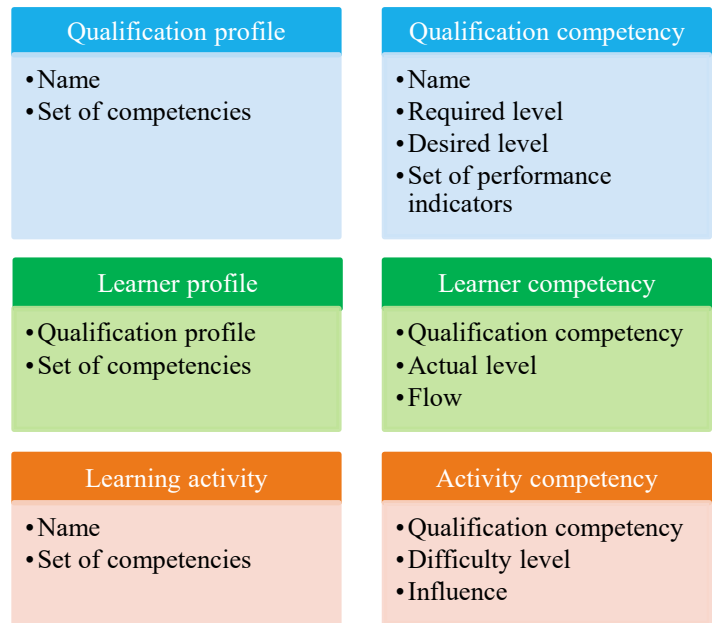 Qualification profile
•Name
•Set of competencies
Qualification competency
•Name
•Required level
•Desired level
•Set of performance
indicators
Learner profile
•Qualification profile
•Set of competencies
Learner competency
•Qualification competency
•Actual level
•Flow
Learning activity
•Name
•Set of competencies
Activity competency
•Qualification competency
•Difficulty level
•Influence